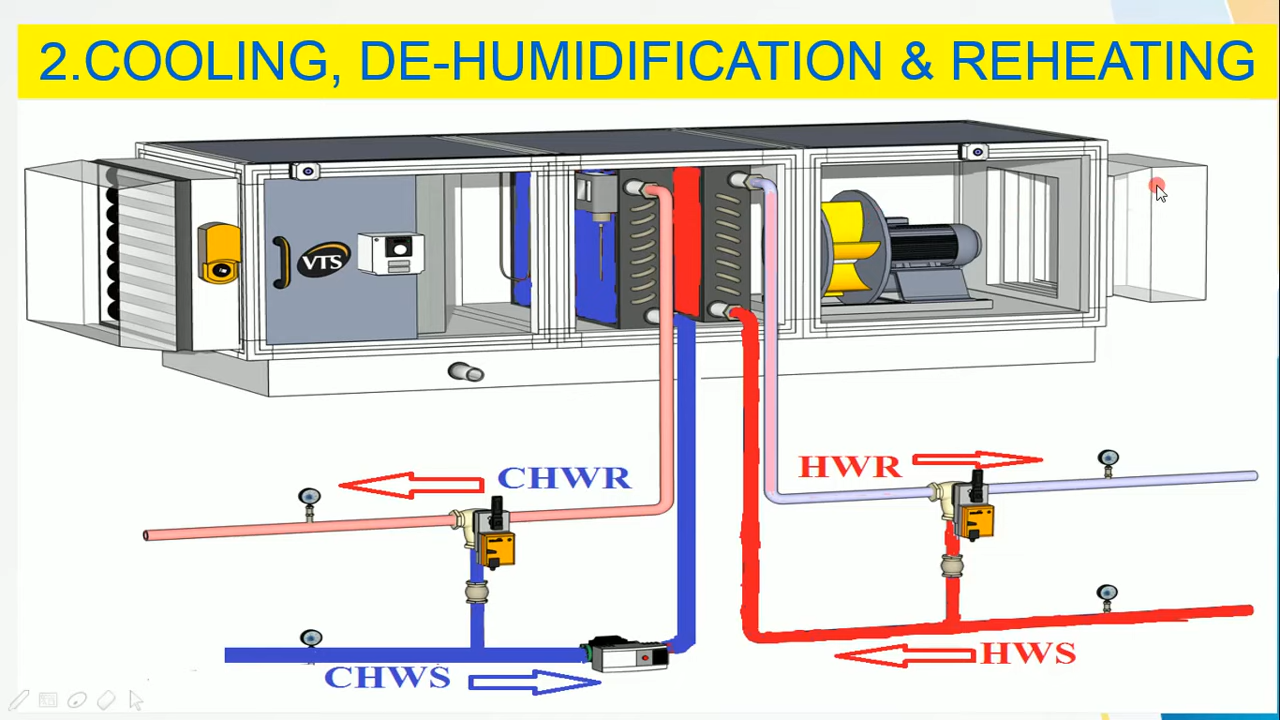 2.COOLING, DE-HUMIDIFICATION & REHEATING
VTS
CHWR
HWR
CHWS
HWS